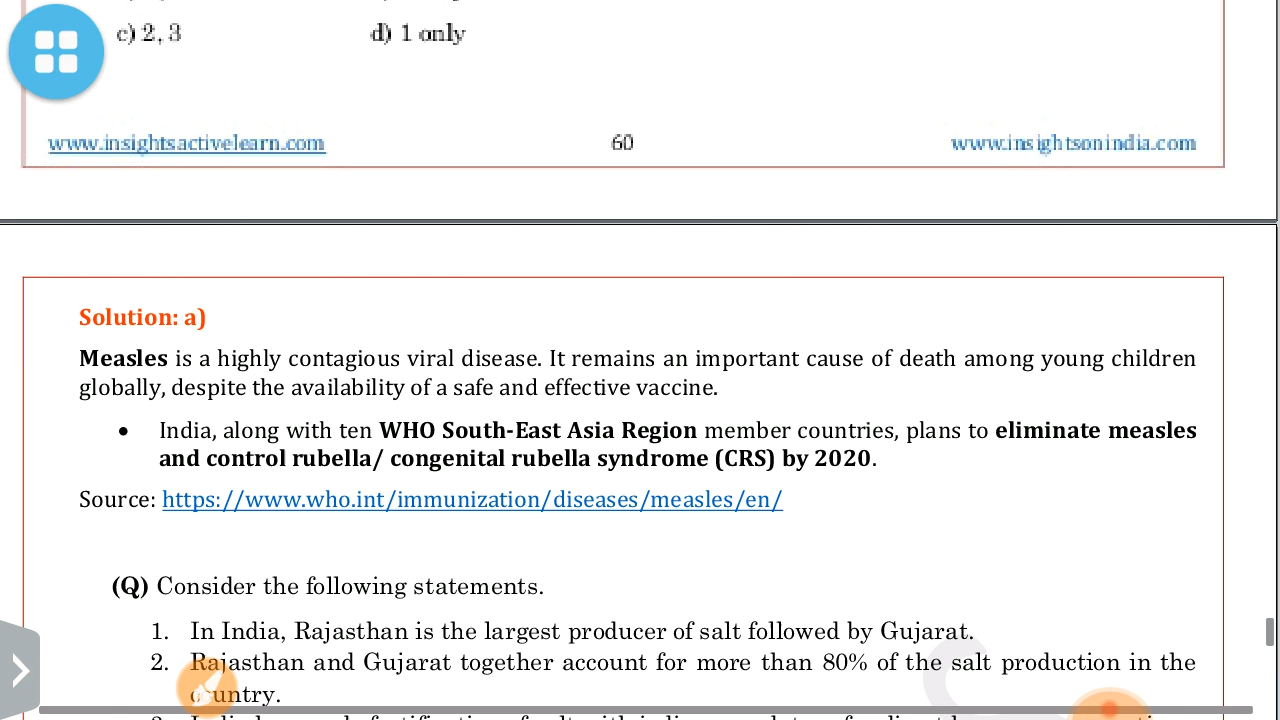 c) 2, 3 d) 1 only
www.insightsactivelearn.com 60 www.insightsonindia.com
Solution: a)
Measles is a highly contagious viral disease. It remains an important cause of death among young children
globally, despite the availability of a safe and effective vaccine.
• India, along with ten WHO South-East Asia Region member countries, plans to eliminate measles
and control rubella/ congenital rubella syndrome (CRS) by 2020.
Source: https://www.who.int/immunization/diseases/measles/en/
(Q) Consider the following statements.
1. In India, Rajasthan is the largest producer of salt followed by Gujarat.
2. Rajasthan and Gujarat together account for more than 80% of the salt production in the
country.